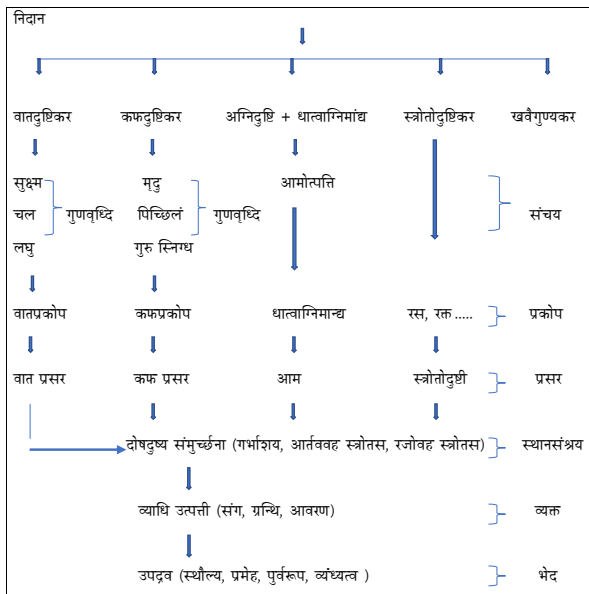 निदान
वातदुष्टिकर कफदुष्टिकर अग्निदुष्टि + धात्वाग्निमांद्य स्त्रोतोदुष्टिकर खवैगुण्यकर
सुक्ष्म मृदु आमोत्पत्ति
चल गुणवृध्दि पिच्छिलं गुणवृध्दि संचय
लघु गुरु स्निग्ध
वातप्रकोप कफप्रकोप धात्वाग्निमान्द्य रस, रक्त ..... प्रकोप
वात प्रसर कफ प्रसर आम स्त्रोतोदुष्टी प्रसर
दोषदुष्य संमुर्च्छना (गर्भाशय, आर्तववह स्त्रोतस, रजोवह स्त्रोतस) स्थानसंश्रय
व्याधि उत्पत्ती (संग, ग्रन्थि, आवरण) व्यक्त
उपद्रव (स्थौल्य, प्रमेह, पुर्वरूप, व्यंध्यत्व ) भेद